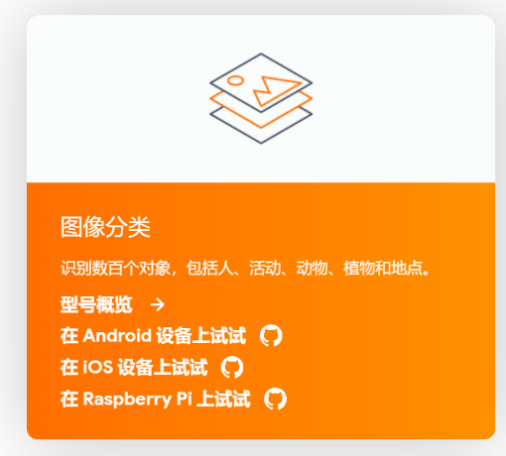 图像分类
识别数百个对象，包括人、活动、动物、植物和地点。
型号概览 →
在 Android 设备上试试
在 iOS 设备上试试
在 Raspberry Pi 上试试